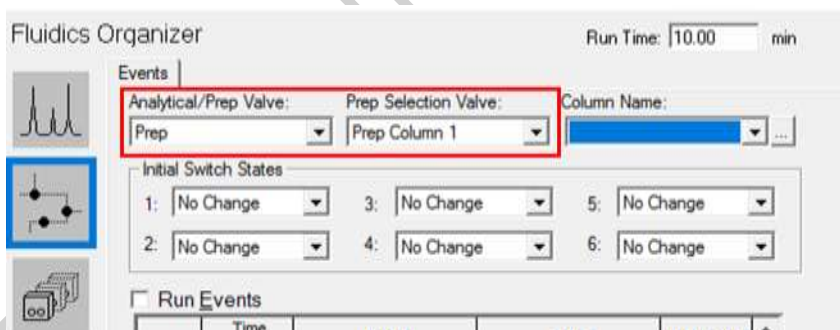 Fluidics Organizer Run Time: 10.00 min
Events
Analytical/Prep Valve: Prep Selection Valve: Column Name:
Prep Prep Column 1 ...
Initial Switch States
1: No Change 3: No Change 5: No Change
2: No Change 4: No Change 6: No Change
Run Events
Time